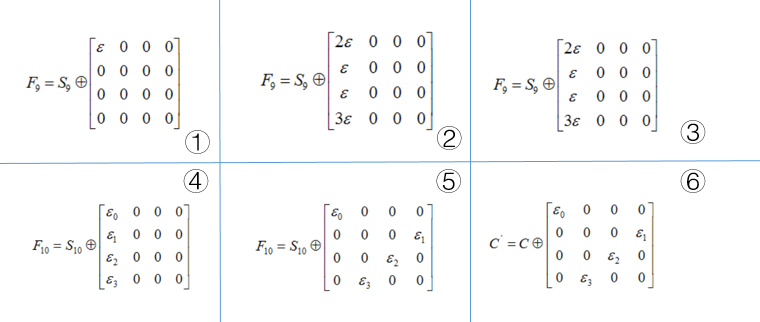 F₉ = S₉ ⊕ [ε 0 0 0
0 0 0 0
0 0 0 0
0 0 0 0]
①
F₉ = S₉ ⊕ [2ε 0 0 0
ε 0 0 0
ε 0 0 0
3ε 0 0 0]
②
F₉ = S₉ ⊕ [2ε 0 0 0
ε 0 0 0
ε 0 0 0
3ε 0 0 0]
③
④
F₁₀ = S₁₀ ⊕ [ε₀ 0 0 0
ε₁ 0 0 0
ε₂ 0 0 0
ε₃ 0 0 0]
⑤
F₁₀ = S₁₀ ⊕ [ε₀ 0 0 0
0 0 0 ε₁
0 0 ε₂ 0
0 ε₃ 0 0]
⑥
C' = C ⊕ [ε₀ 0 0 0
0 0 0 ε₁
0 0 ε₂ 0
0 ε₃ 0 0]